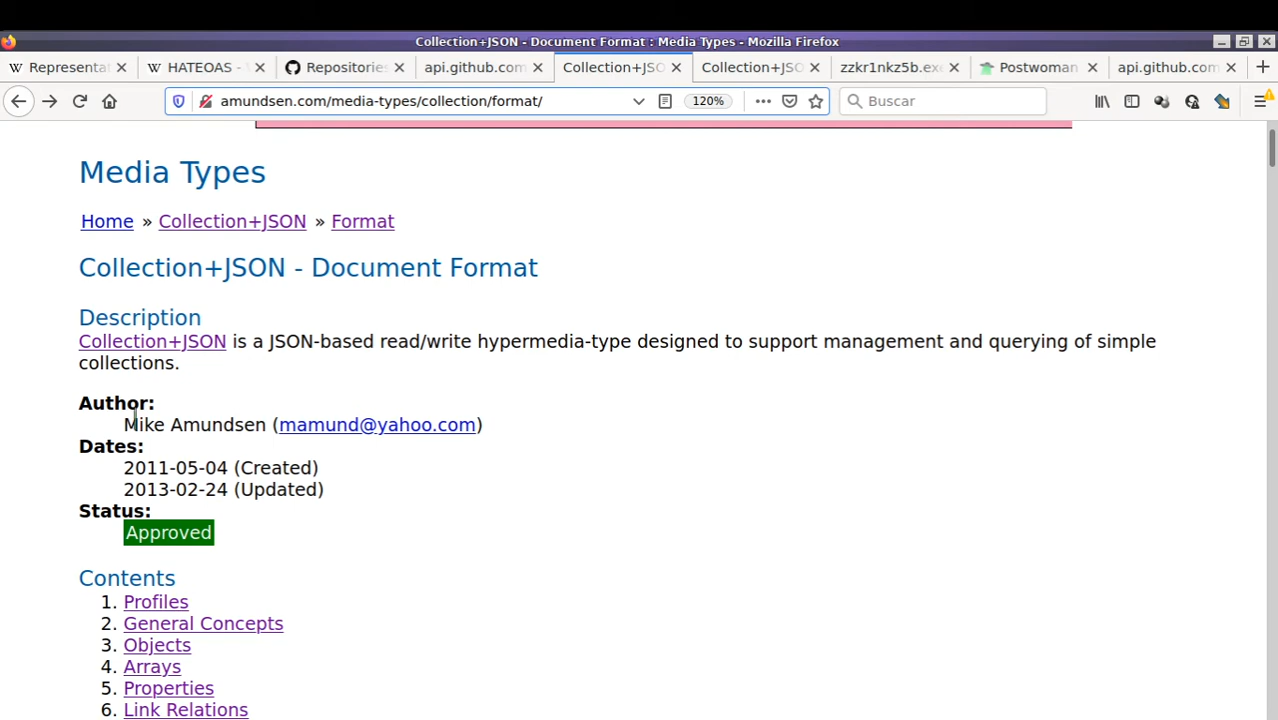 Collection+JSON - Document Format : Media Types - Mozilla Firefox
Representat
HATEOAS -
Repositories
api.github.com
Collection+JSO
Collection+JSO
zzkr1nkz5b.exe
Postwoman
api.github.com
amundsen.com/media-types/collection/format/
120%
Buscar
Media Types
Home » Collection+JSON » Format
Collection+JSON - Document Format
Description
Collection+JSON is a JSON-based read/write hypermedia-type designed to support management and querying of simple
collections.
Author:
Mike Amundsen (mamund@yahoo.com)
Dates:
2011-05-04 (Created)
2013-02-24 (Updated)
Status:
Approved
Contents
1. Profiles
2. General Concepts
3. Objects
4. Arrays
5. Properties
6. Link Relations